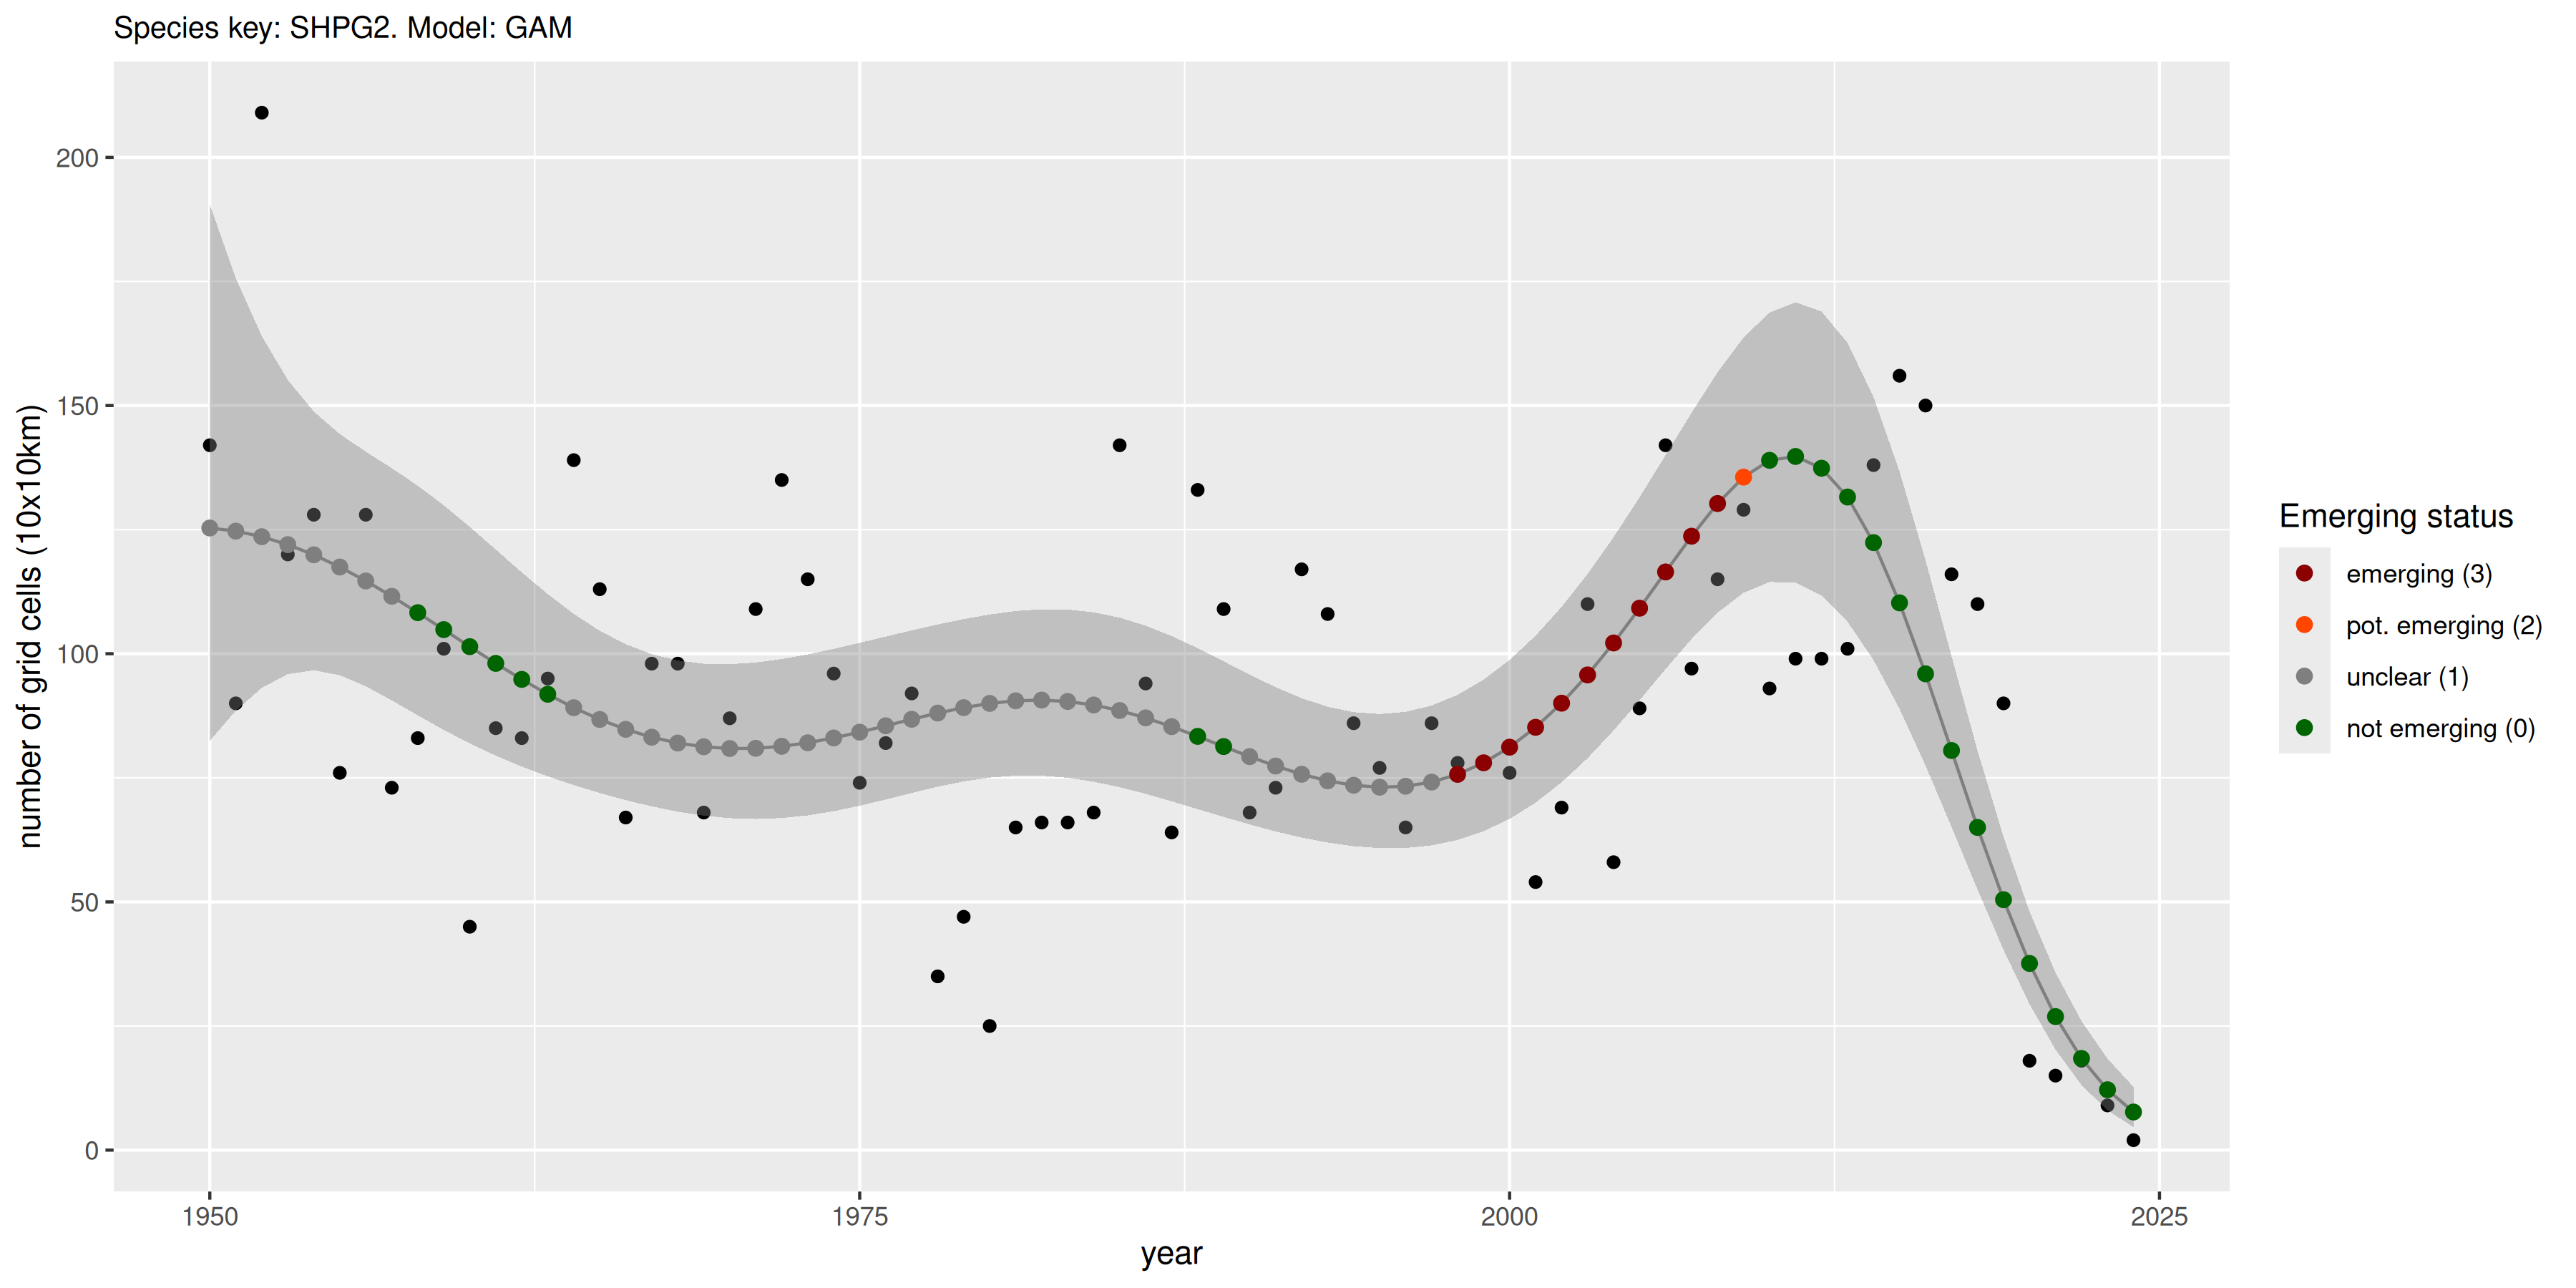 Species key: SHPG2. Model: GAM
number of grid cells (10x10km)
200
150
100
50
0
1950
1975
2000
2025
year
Emerging status
emerging (3)
pot. emerging (2)
unclear (1)
not emerging (0)